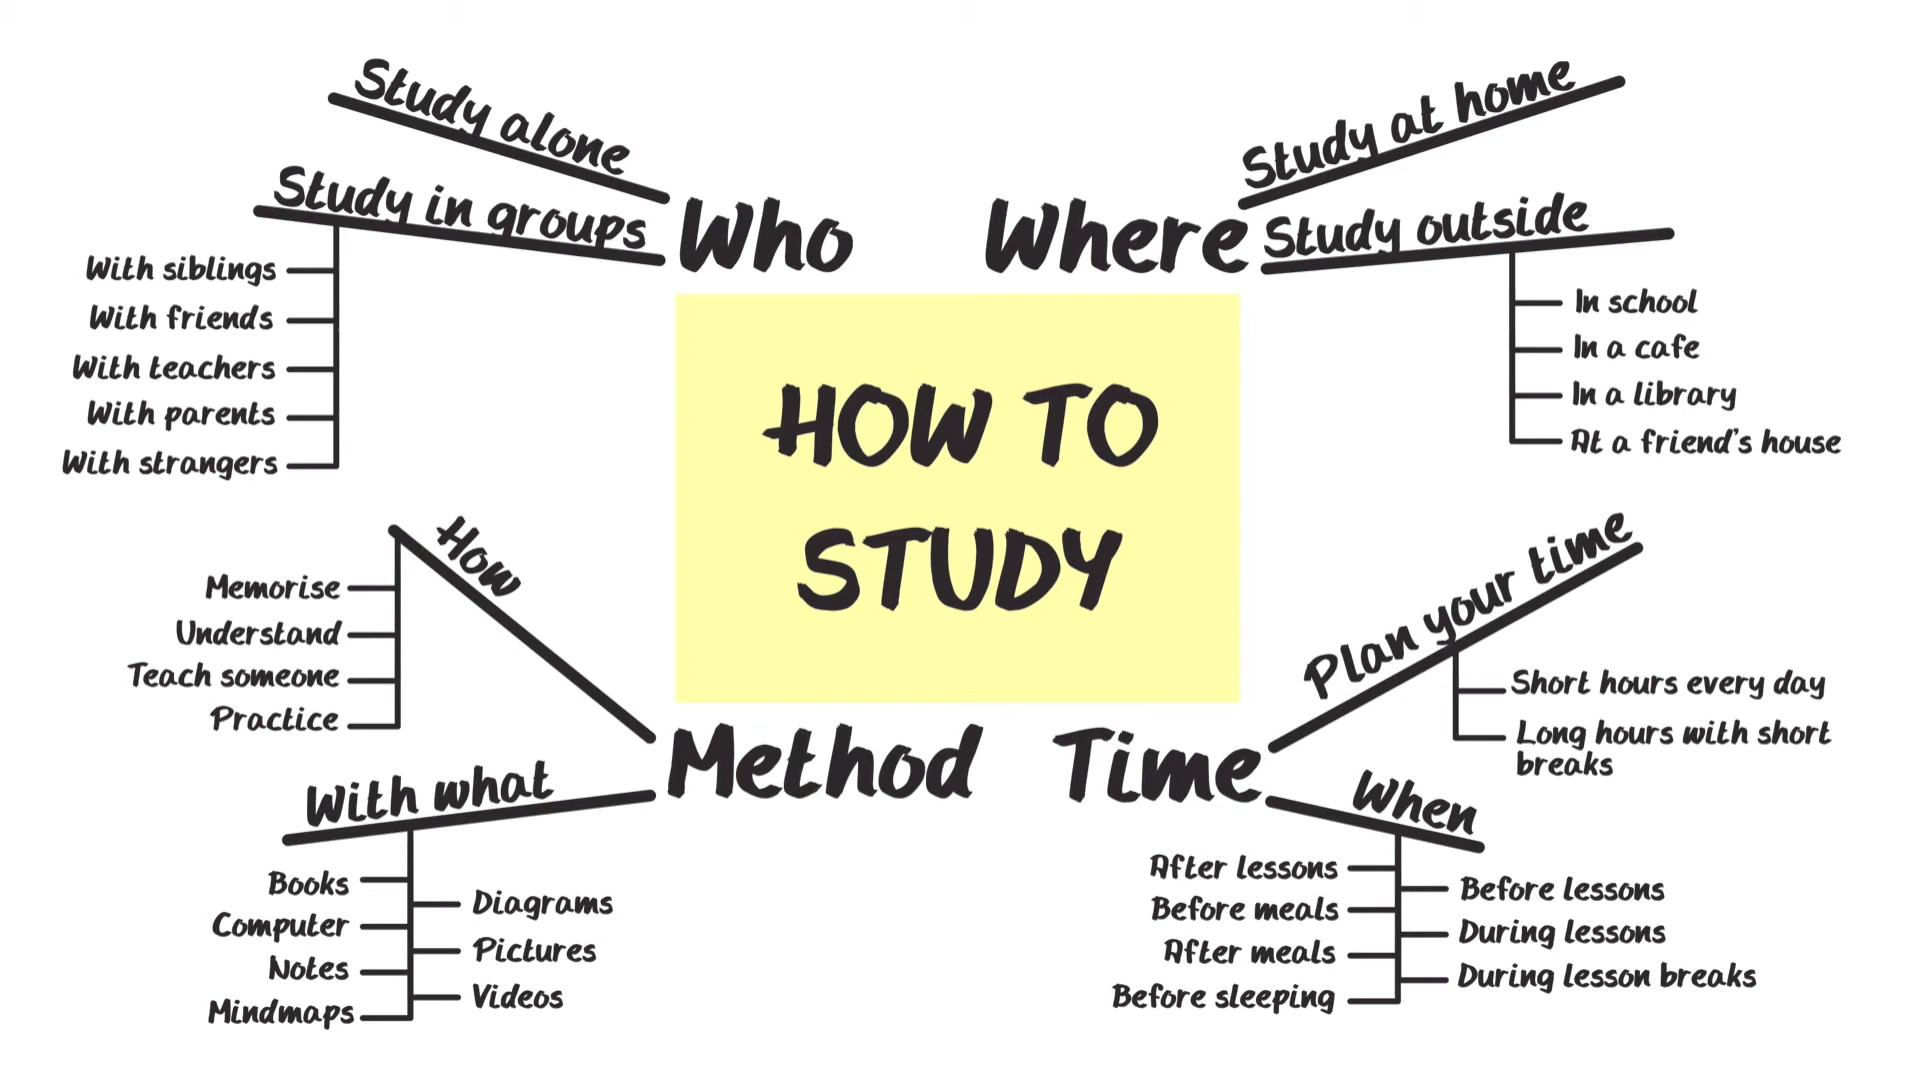 Study alone
Study in groups
Who
With siblings
With friends
With teachers
With parents
With strangers
Where
Study at home
Study outside
In school
In a cafe
In a library
At a friend's house
HOW TO
STUDY
How
Memorise
Understand
Teach someone
Practice
Method
With what
Books
Computer
Notes
Mindmaps
Diagrams
Pictures
Videos
Time
Plan your time
Short hours every day
Long hours with short
breaks
When
After lessons
Before meals
After meals
Before sleeping
Before lessons
During lessons
During lesson breaks